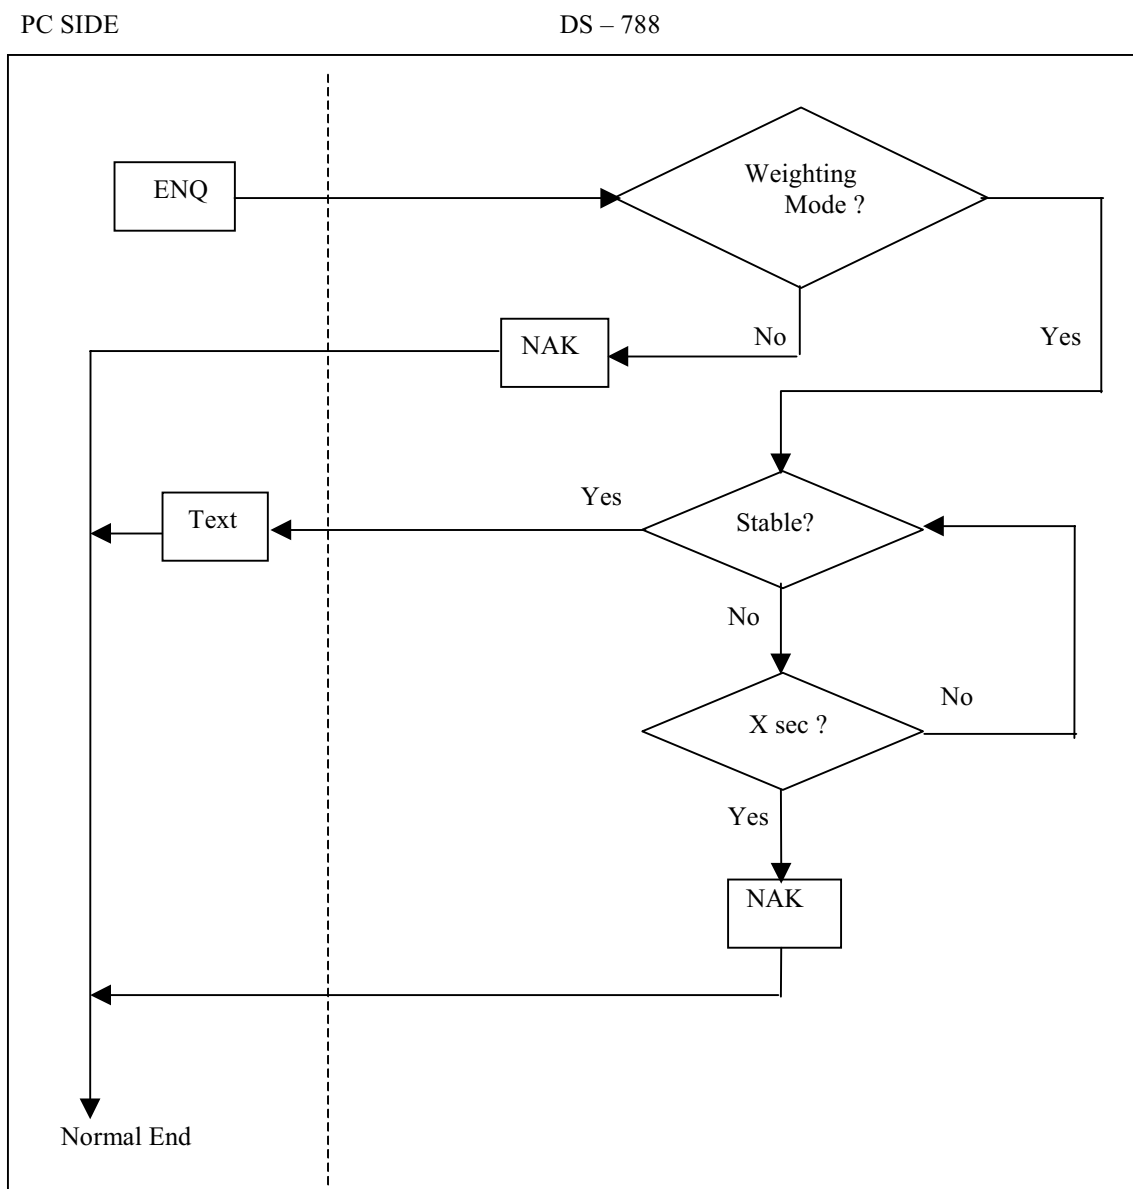 PC SIDE DS – 788
ENQ
Weighting
Mode ?
NAK
No
Yes
Text
Yes
Stable?
No
X sec ?
No
Yes
NAK
Normal End